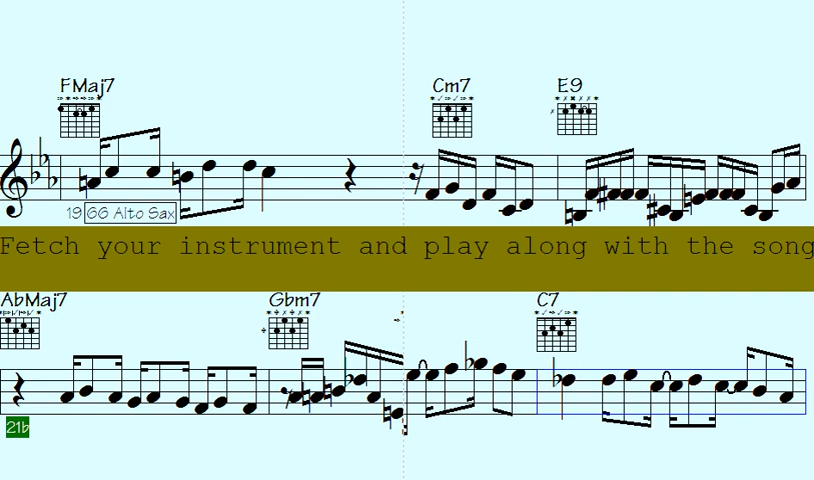 FMaj7 Cm7 E9
19 66 Alto Sax
Fetch your instrument and play along with the song
AbMaj7 Gbm7 C7
21b